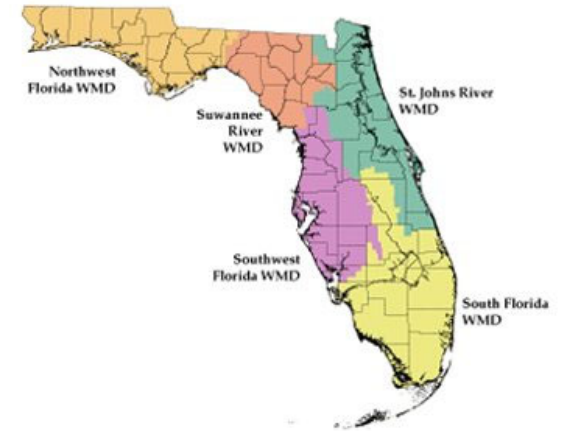 Northwest
Florida WMD
St. Johns River
WMD
Suwannee
River
WMD
Southwest
Florida WMD
South Florida
WMD